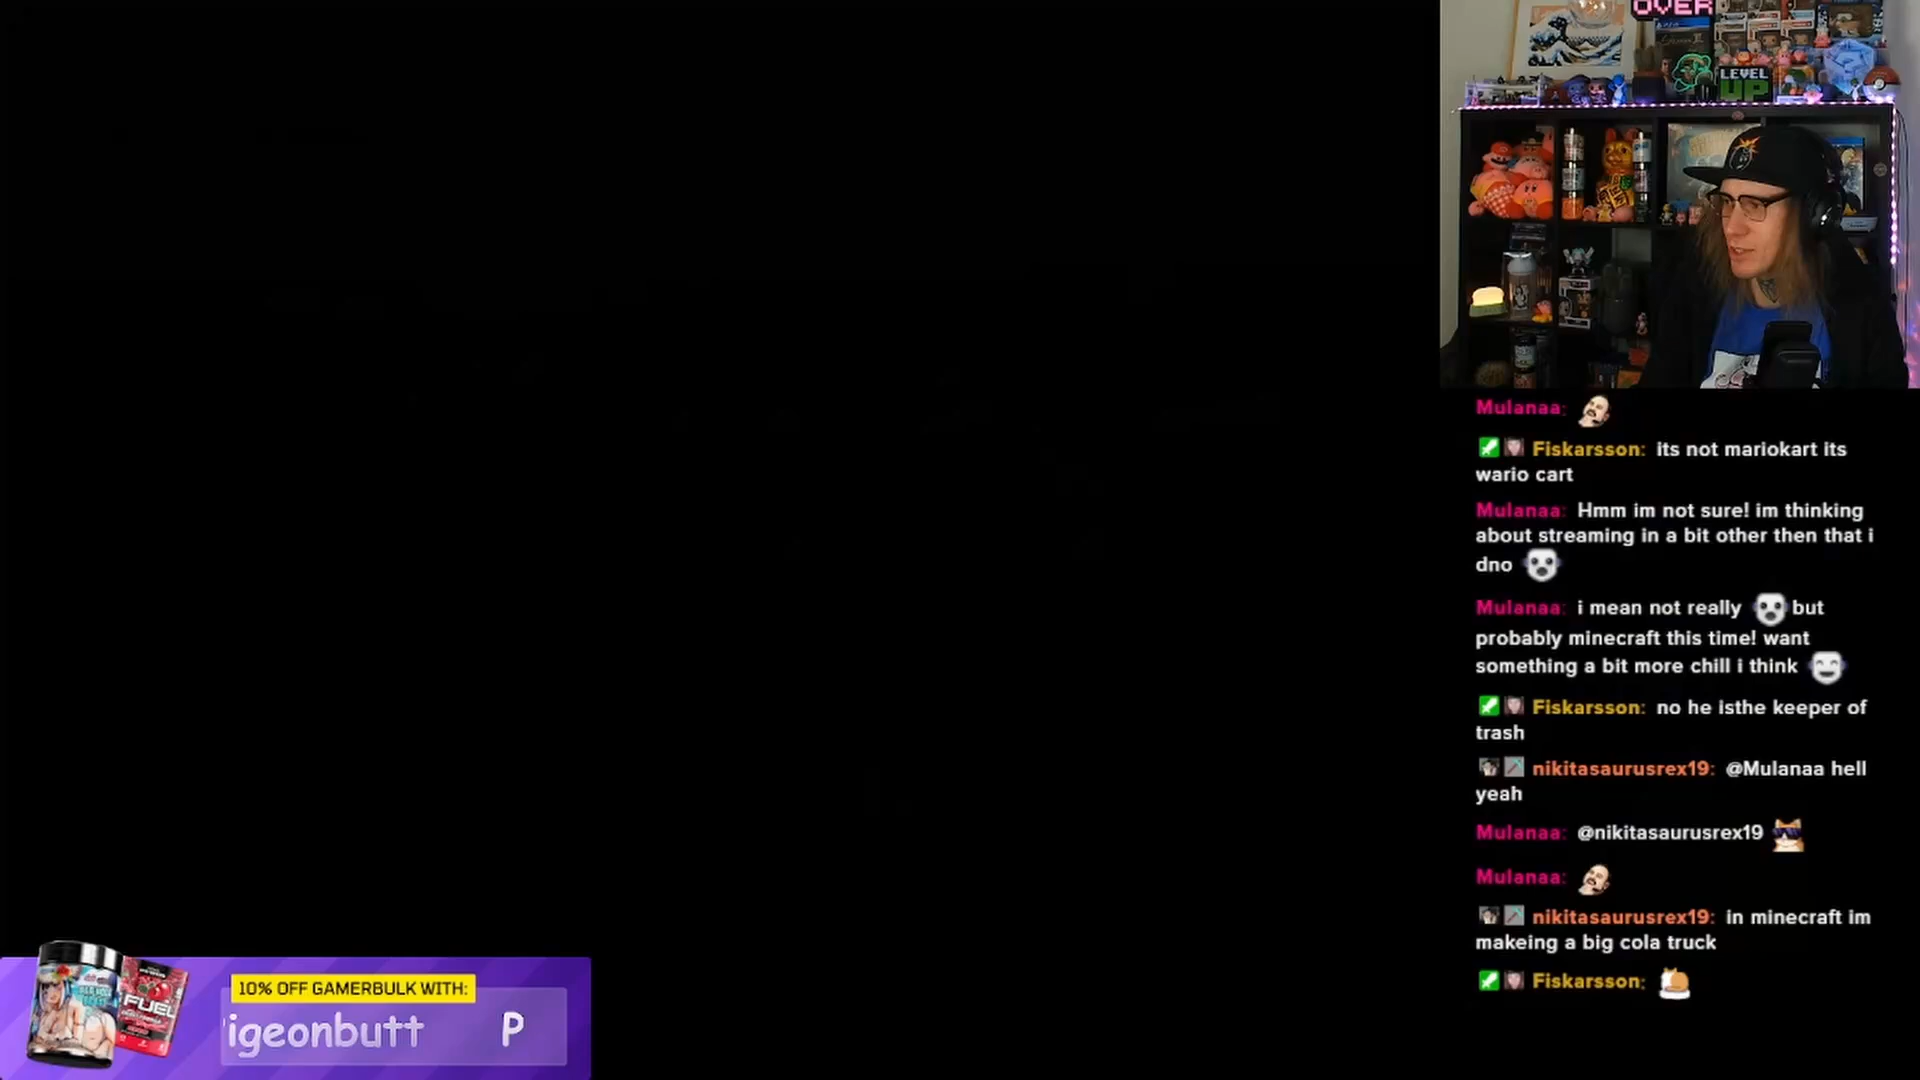 OVER
LEVEL
UP
Mulanaa:
Fiskarsson: its not mariokart its
wario cart
Mulanaa: Hmm im not sure! im thinking
about streaming in a bit other then that i
dno
Mulanaa: i mean not really but
probably minecraft this time! want
something a bit more chill i think
Fiskarsson: no he isthe keeper of
trash
nikitasaurusrex19: @Mulanaa hell
yeah
Mulanaa: @nikitasaurusrex19
Mulanaa:
nikitasaurusrex19: in minecraft im
makeing a big cola truck
Fiskarsson:
10% OFF GAMERBULK WITH:
igeonbutt P
FUEL